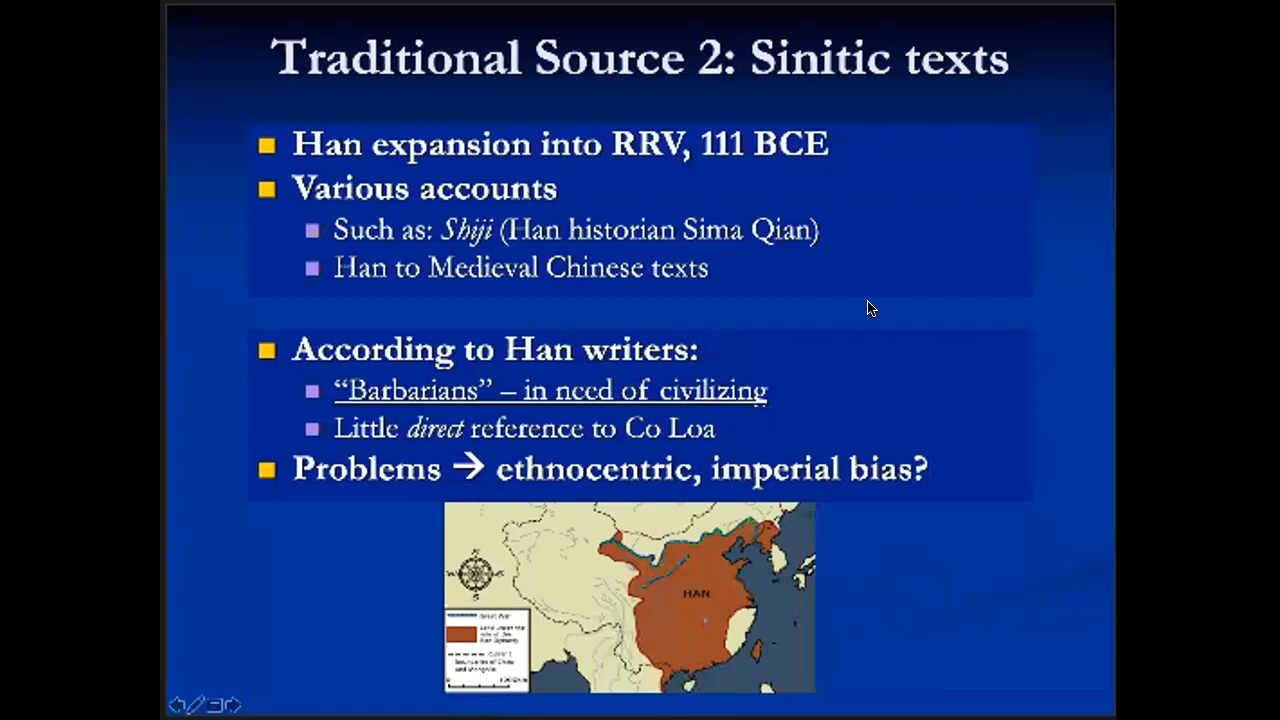 Traditional Source 2: Sinitic texts
Han expansion into RRV, 111 BCE
Various accounts
Such as: Shiji (Han historian Sima Qian)
Han to Medieval Chinese texts
According to Han writers:
“Barbarians” – in need of civilizing
Little direct reference to Co Loa
Problems → ethnocentric, imperial bias?
HAN